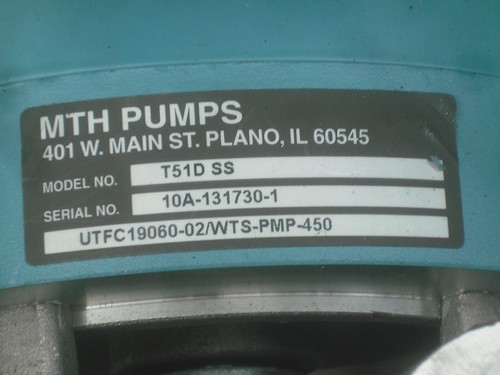 MTH PUMPS
401 W. MAIN ST. PLANO, IL 60545
MODEL NO. T51D SS
SERIAL NO. 10A-131730-1
UTFC19060-02/WTS-PMP-450